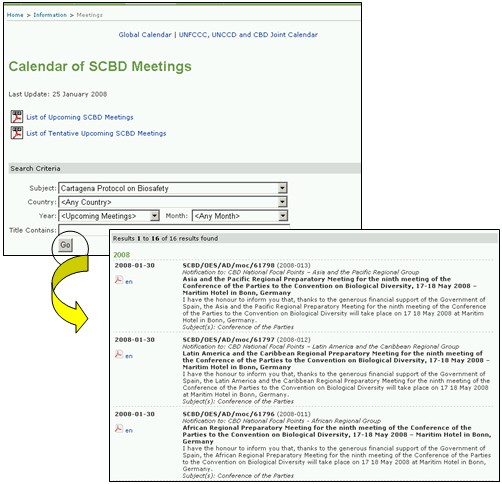 Home > Information > Meetings
Global Calendar | UNFCCC, UNCCD and CBD Joint Calendar
Calendar of SCBD Meetings
Last Update: 25 January 2008
List of Upcoming SCBD Meetings
List of Tentative Upcoming SCBD Meetings
Search Criteria
Subject: Cartagena Protocol on Biosafety
Country: <Any Country>
Year: <Upcoming Meetings> Month: <Any Month>
Title Contains:
Go
Results 1 to 16 of 16 results found
2008
2008-01-30 SCBD/OES/AD/moc/61798 (2008-013)
Notification to: CBD National Focal Points – Asia and the Pacific Regional Group
en Asia and the Pacific Regional Preparatory Meeting for the ninth meeting of the
Conference of the Parties to the Convention on Biological Diversity, 17-18 May 2008 –
Maritim Hotel in Bonn, Germany
I have the honour to inform you that, thanks to the generous financial support of the Government of
Spain, the Asia and the Pacific Regional Preparatory Meeting for the ninth meeting of the Conference
of the Parties to the Convention on Biological Diversity will take place on 17 18 May 2008 at Maritim
Hotel in Bonn, Germany.
Subject(s): Conference of the Parties
2008-01-30 SCBD/OES/AD/moc/61797 (2008-012)
Notification to: CBD National Focal Points – Latin America and the Caribbean Regional Group
en Latin America and the Caribbean Regional Preparatory Meeting for the ninth meeting of
the Conference of the Parties to the Convention on Biological Diversity, 17-18 May 2008
– Maritim Hotel in Bonn, Germany
I have the honour to inform you that, thanks to the generous financial support of the Government of
Spain, the Latin America and the Caribbean Regional Preparatory Meeting for the ninth meeting of the
Conference of the Parties to the Convention on Biological Diversity will take place on 17 18 May 2008
at Maritim Hotel in Bonn, Germany.
Subject(s): Conference of the Parties
2008-01-30 SCBD/OES/AD/moc/61796 (2008-011)
Notification to: CBD National Focal Points - African Regional Group
en African Regional Preparatory Meeting for the ninth meeting of the Conference of the
Parties to the Convention on Biological Diversity, 17-18 May 2008 – Maritim Hotel in Bonn,
Germany
I have the honour to inform you that, thanks to the generous financial support of the Government of
Spain, the African Regional Preparatory Meeting for the ninth meeting of the Conference of the Parties
to the Convention on Biological Diversity will take place on 17 18 May 2008 at Maritim Hotel in Bonn,
Germany.
Subject(s): Conference of the Parties